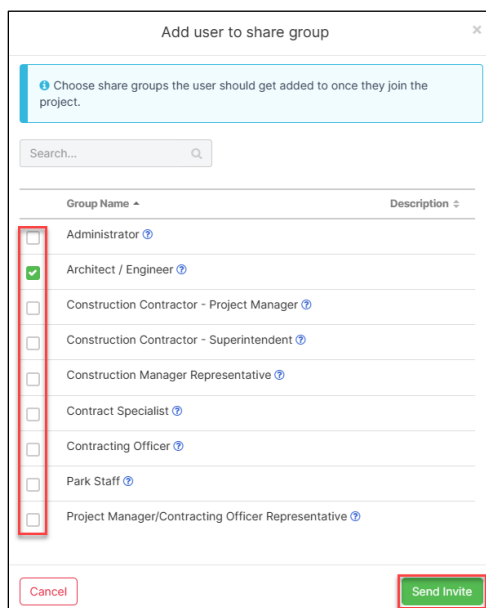 Add user to share group
Choose share groups the user should get added to once they join the
project.
Search...
Group Name Description
Administrator
Architect / Engineer
Construction Contractor - Project Manager
Construction Contractor - Superintendent
Construction Manager Representative
Contract Specialist
Contracting Officer
Park Staff
Project Manager/Contracting Officer Representative
Cancel Send Invite